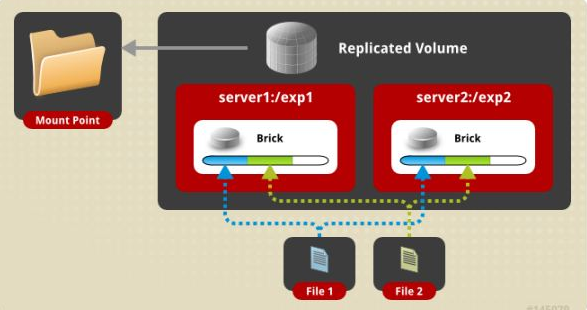 Replicated Volume
Mount Point
server1:/exp1
server2:/exp2
Brick
Brick
File 1
File 2